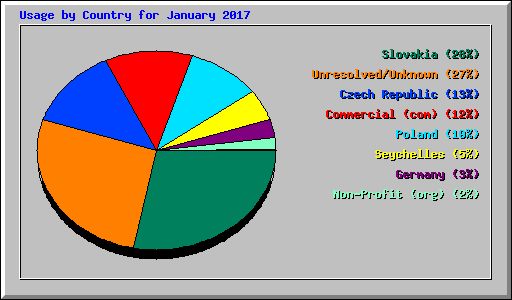 Usage by Country for January 2017
Slovakia (28%)
Unresolved/Unknown (27%)
Czech Republic (13%)
Commercial (com) (12%)
Poland (10%)
Seychelles (5%)
Germany (3%)
Non-Profit (org) (2%)